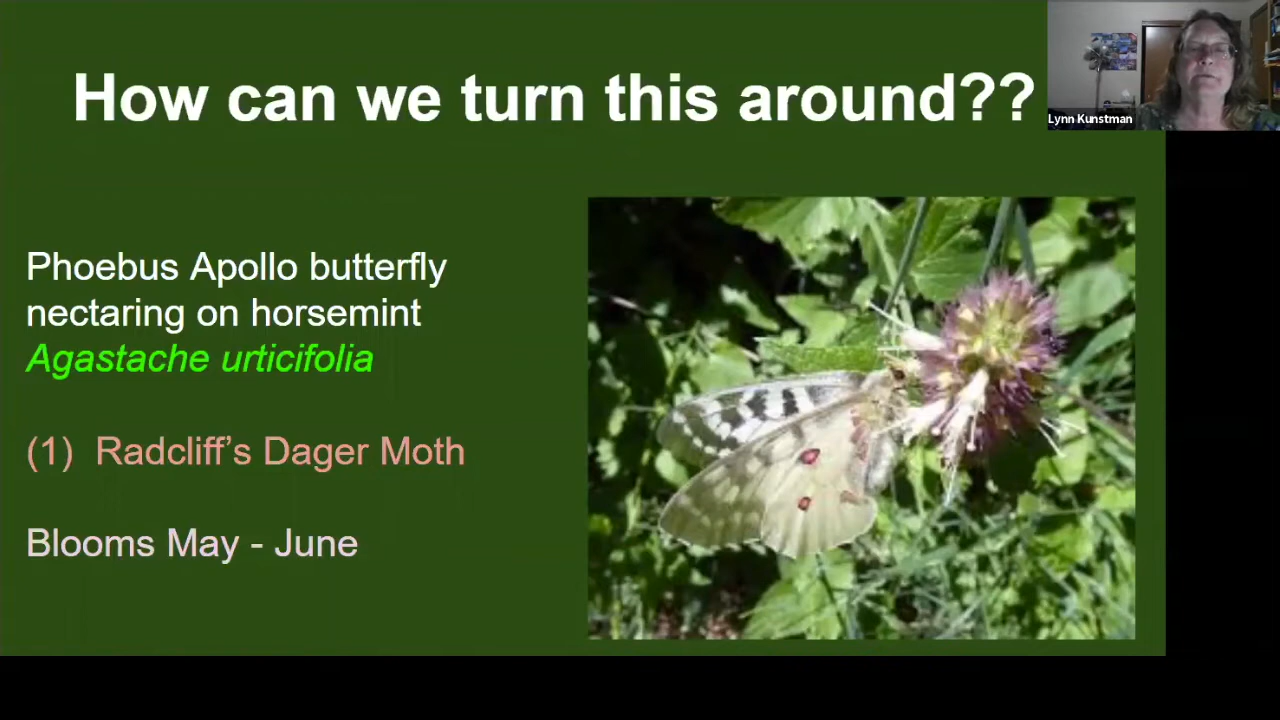 How can we turn this around??
Lynn Kunstman
Phoebus Apollo butterfly
nectaring on horsemint
Agastache urticifolia
(1) Radcliff's Dager Moth
Blooms May - June